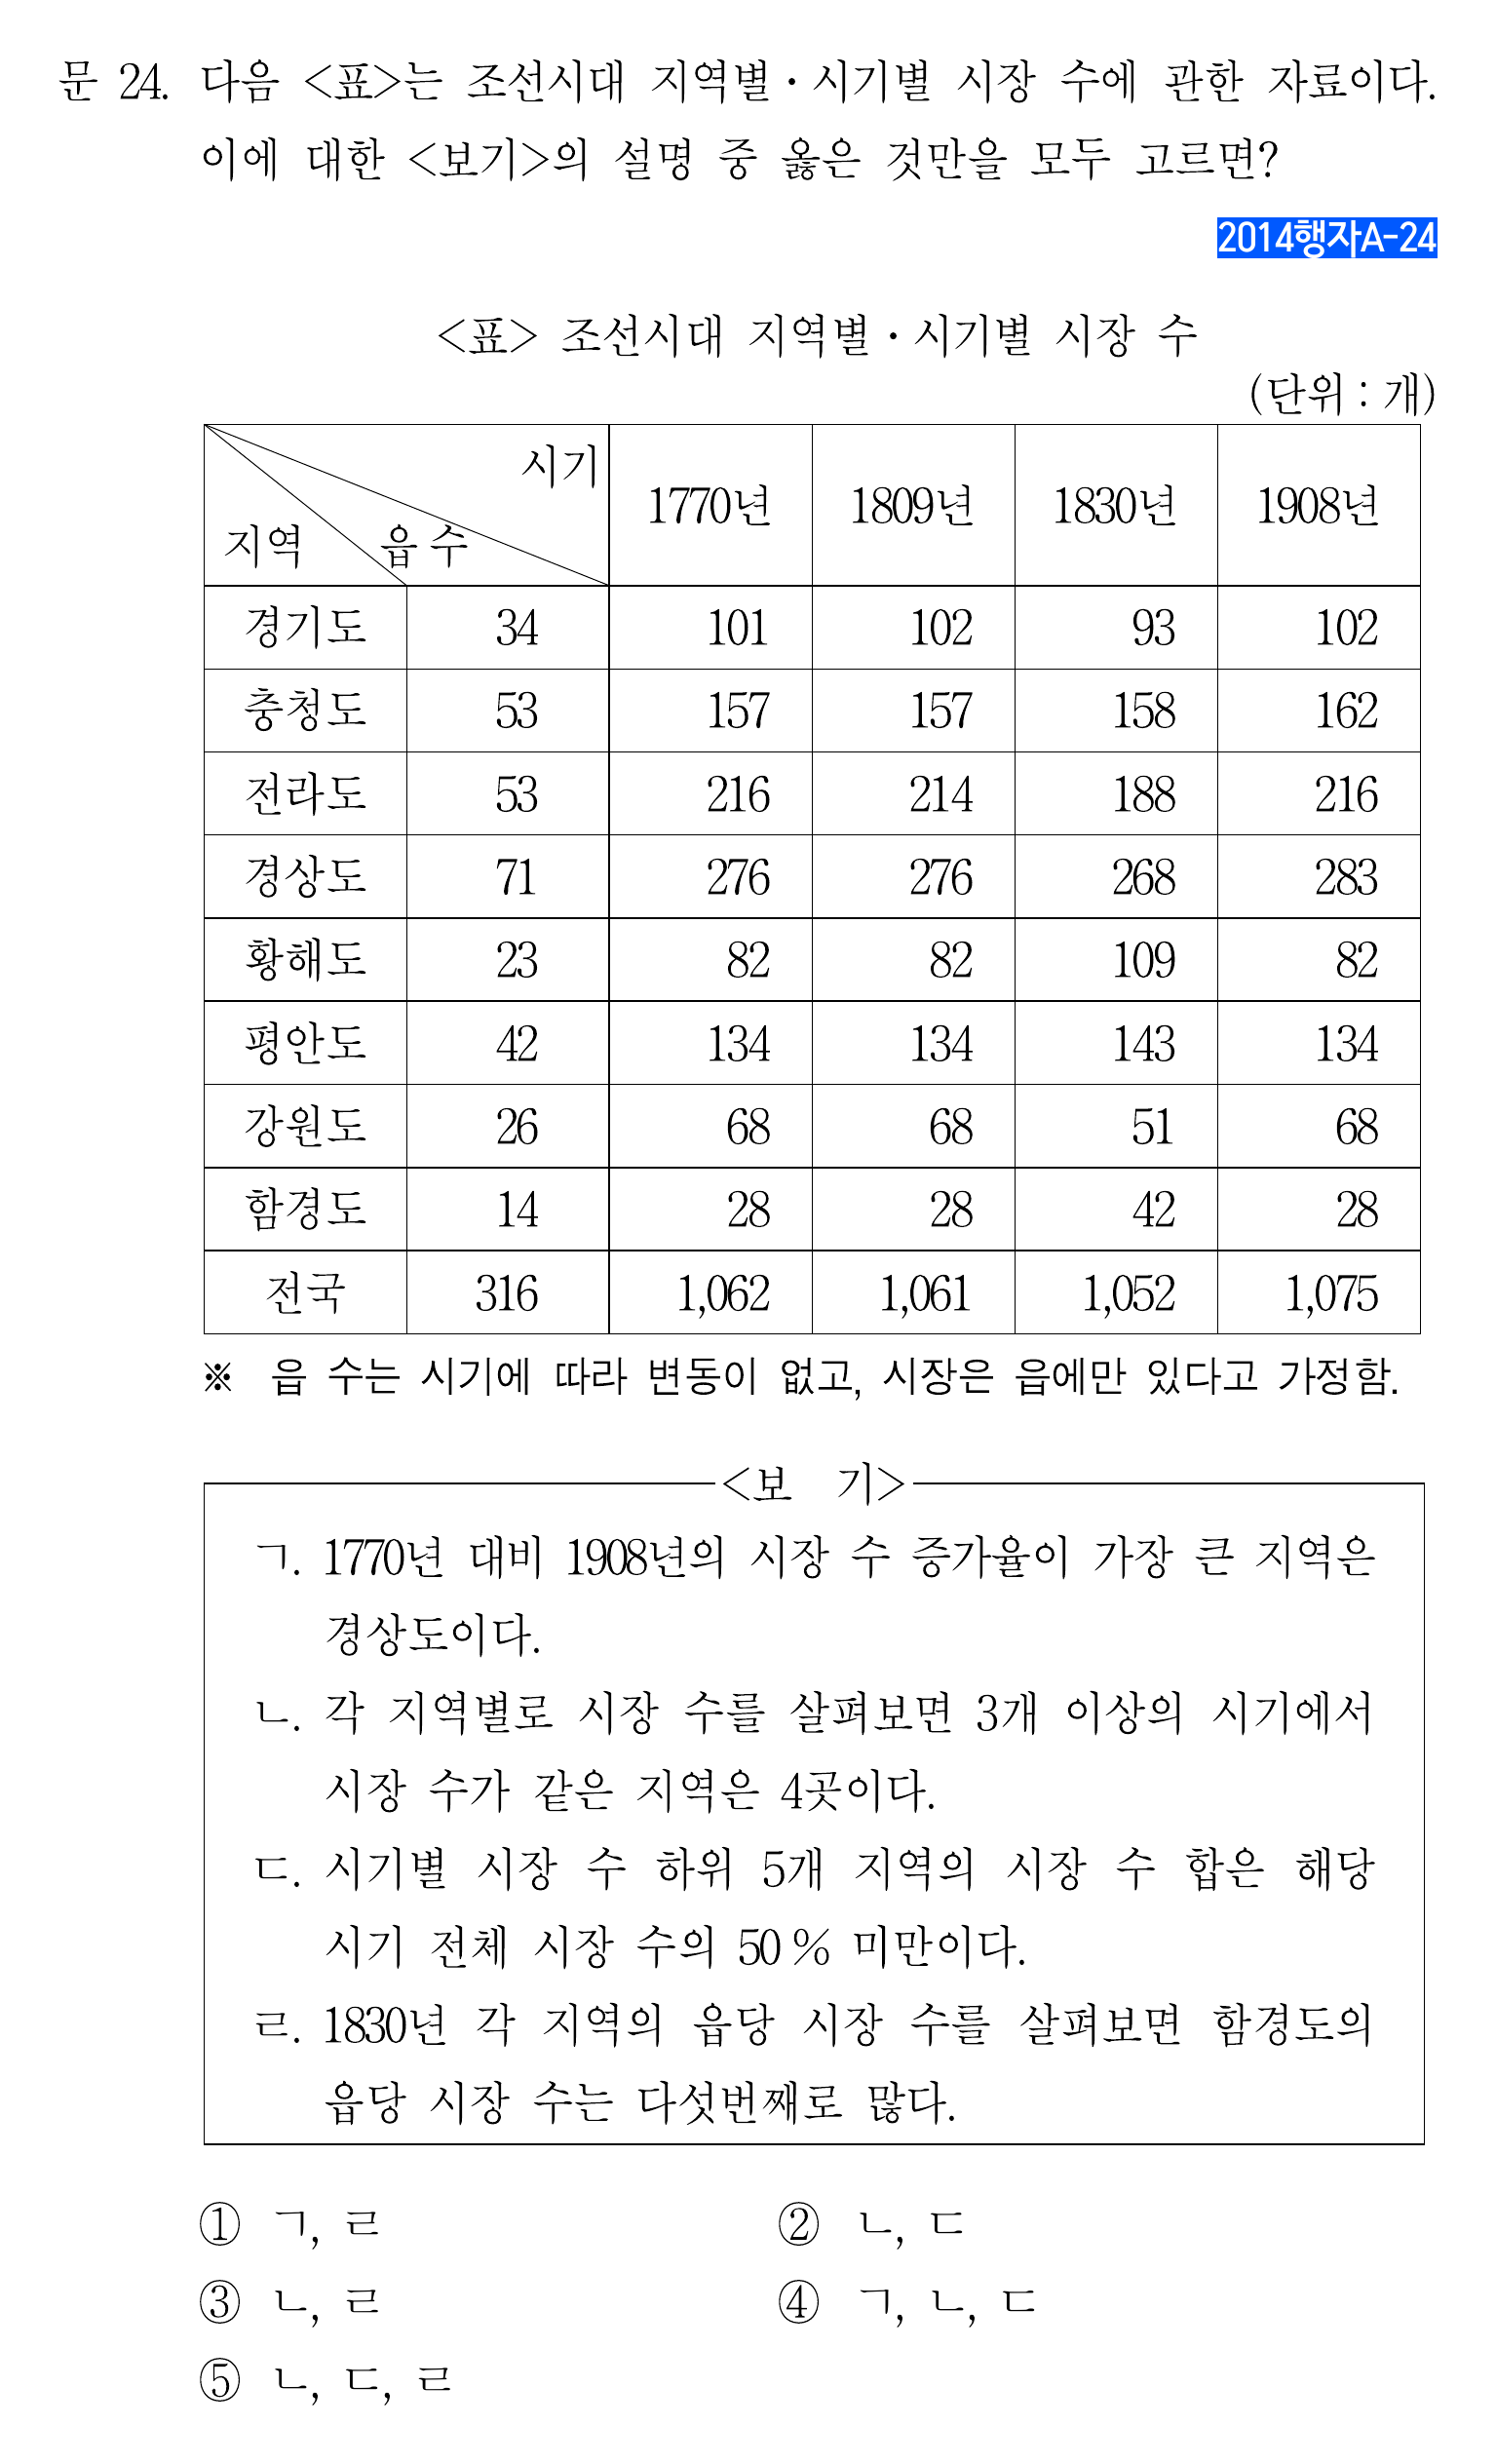 문 24. 다음 <표>는 조선시대 지역별·시기별 시장 수에 관한 자료이다.
이에 대한 <보기>의 설명 중 옳은 것만을 모두 고르면?
2014행자A-24
<표> 조선시대 지역별·시기별 시장 수
(단위 : 개)
지역 읍 수 시기 1770년 1809년 1830년 1908년
경기도 34 101 102 93 102
충청도 53 157 157 158 162
전라도 53 216 214 188 216
경상도 71 276 276 268 283
황해도 23 82 82 109 82
평안도 42 134 134 143 134
강원도 26 68 68 51 68
함경도 14 28 28 42 28
전국 316 1,062 1,061 1,052 1,075
※ 읍 수는 시기에 따라 변동이 없고, 시장은 읍에만 있다고 가정함.
<보 기>
ㄱ. 1770년 대비 1908년의 시장 수 증가율이 가장 큰 지역은
경상도이다.
ㄴ. 각 지역별로 시장 수를 살펴보면 3개 이상의 시기에서
시장 수가 같은 지역은 4곳이다.
ㄷ. 시기별 시장 수 하위 5개 지역의 시장 수 합은 해당
시기 전체 시장 수의 50 % 미만이다.
ㄹ. 1830년 각 지역의 읍당 시장 수를 살펴보면 함경도의
읍당 시장 수는 다섯번째로 많다.
① ㄱ, ㄹ ② ㄴ, ㄷ
③ ㄴ, ㄹ ④ ㄱ, ㄴ, ㄷ
⑤ ㄴ, ㄷ, ㄹ